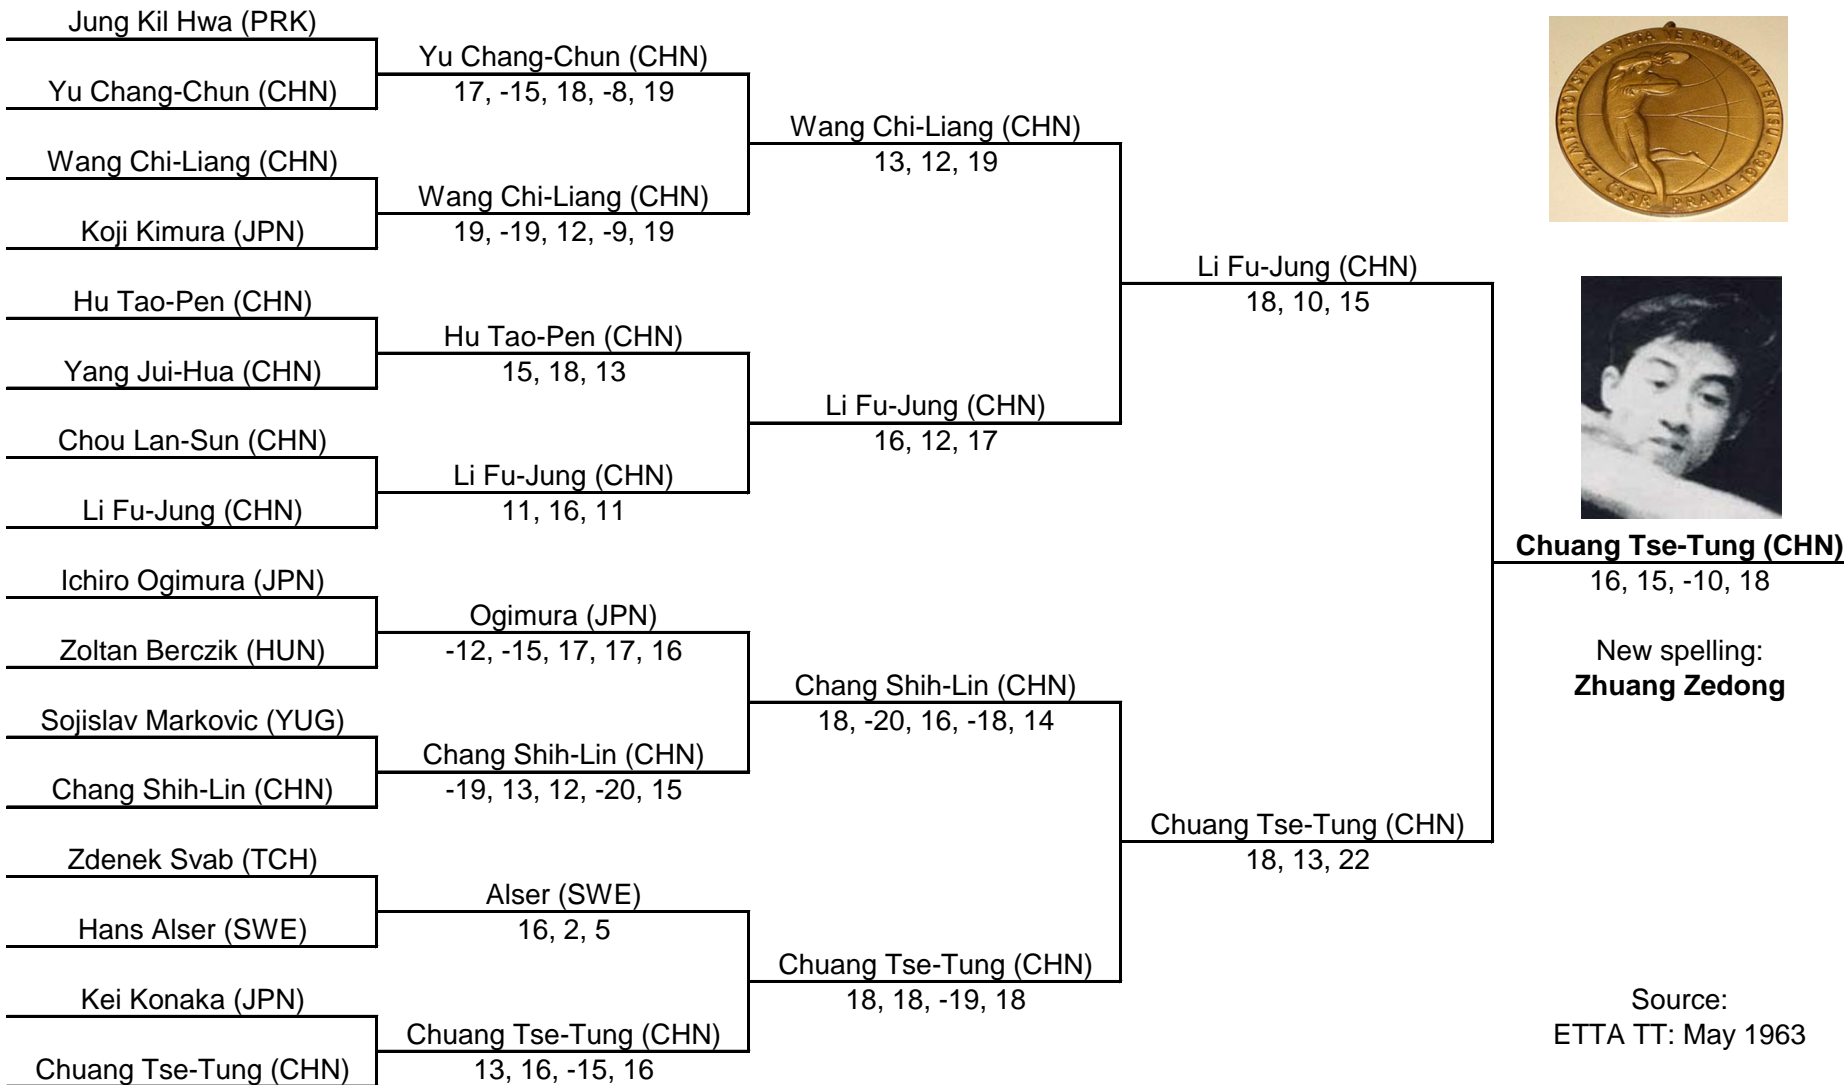 Jung Kil Hwa (PRK)
Yu Chang-Chun (CHN)
Wang Chi-Liang (CHN)
Koji Kimura (JPN)
Hu Tao-Pen (CHN)
Yang Jui-Hua (CHN)
Chou Lan-Sun (CHN)
Li Fu-Jung (CHN)
Ichiro Ogimura (JPN)
Zoltan Berczik (HUN)
Sojislav Markovic (YUG)
Chang Shih-Lin (CHN)
Zdenek Svab (TCH)
Hans Alser (SWE)
Kei Konaka (JPN)
Chuang Tse-Tung (CHN)
Yu Chang-Chun (CHN)
17, -15, 18, -8, 19
Wang Chi-Liang (CHN)
19, -19, 12, -9, 19
Hu Tao-Pen (CHN)
15, 18, 13
Li Fu-Jung (CHN)
11, 16, 11
Ogimura (JPN)
-12, -15, 17, 17, 16
Chang Shih-Lin (CHN)
-19, 13, 12, -20, 15
Alser (SWE)
16, 2, 5
Chuang Tse-Tung (CHN)
13, 16, -15, 16
Wang Chi-Liang (CHN)
13, 12, 19
Li Fu-Jung (CHN)
16, 12, 17
Chang Shih-Lin (CHN)
18, -20, 16, -18, 14
Chuang Tse-Tung (CHN)
18, 18, -19, 18
Li Fu-Jung (CHN)
18, 10, 15
Chuang Tse-Tung (CHN)
18, 13, 22
22 MISTROVSTVÍ SVĚTA VE STOLNÍM TENISU
ČSSR PRAHA 1963
Chuang Tse-Tung (CHN)
16, 15, -10, 18
New spelling:
Zhuang Zedong
Source:
ETTA TT: May 1963